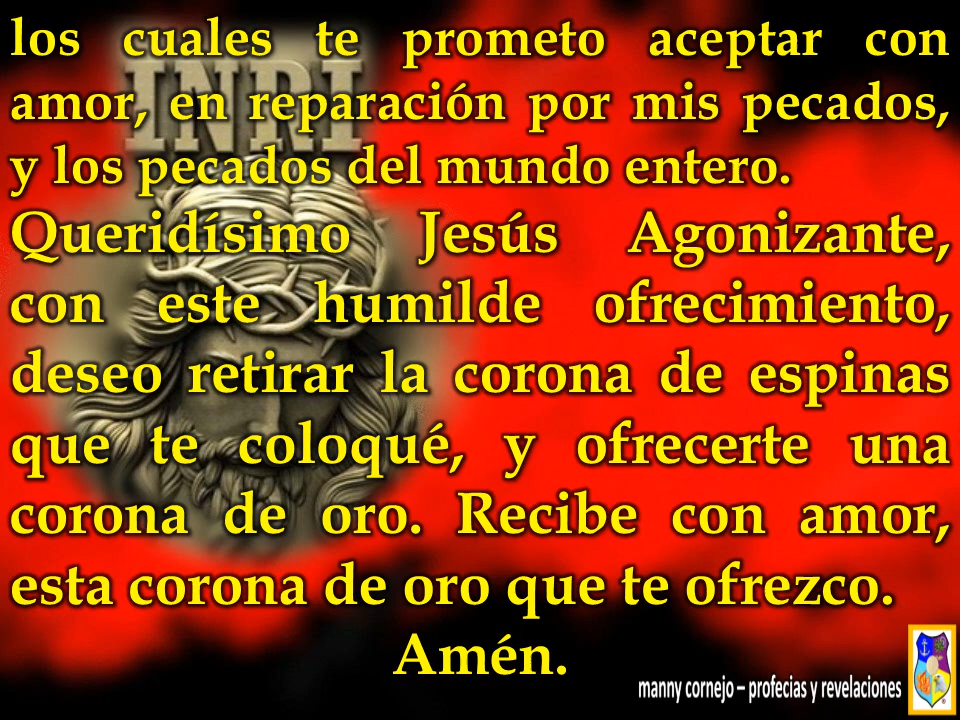 los cuales te prometo aceptar con
amor, en reparación por mis pecados,
y los pecados del mundo entero.
Queridísimo Jesús Agonizante,
con este humilde ofrecimiento,
deseo retirar la corona de espinas
que te coloqué, y ofrecerte una
corona de oro. Recibe con amor,
esta corona de oro que te ofrezco.
Amén.
INRI
manny cornejo – profecias y revelaciones